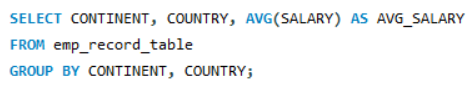 SELECT CONTINENT, COUNTRY, AVG(SALARY) AS AVG_SALARY
FROM emp_record_table
GROUP BY CONTINENT, COUNTRY;